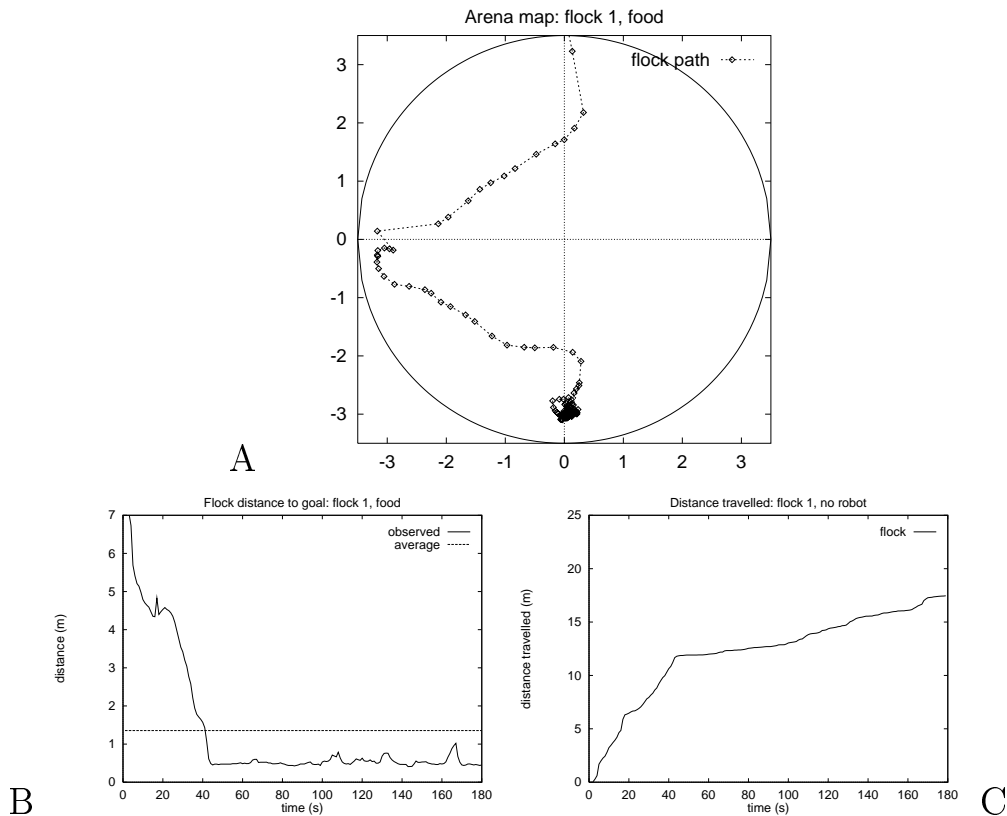 Arena map: flock 1, food
flock path
3
2
1
0
-1
-2
-3
-3 -2 -1 0 1 2 3
A
Flock distance to goal: flock 1, food
observed
average
distance (m)
7
6
5
4
3
2
1
0
0 20 40 60 80 100 120 140 160 180
time (s)
B
Distance travelled: flock 1, no robot
flock
distance travelled (m)
25
20
15
10
5
0
0 20 40 60 80 100 120 140 160 180
time (s)
C